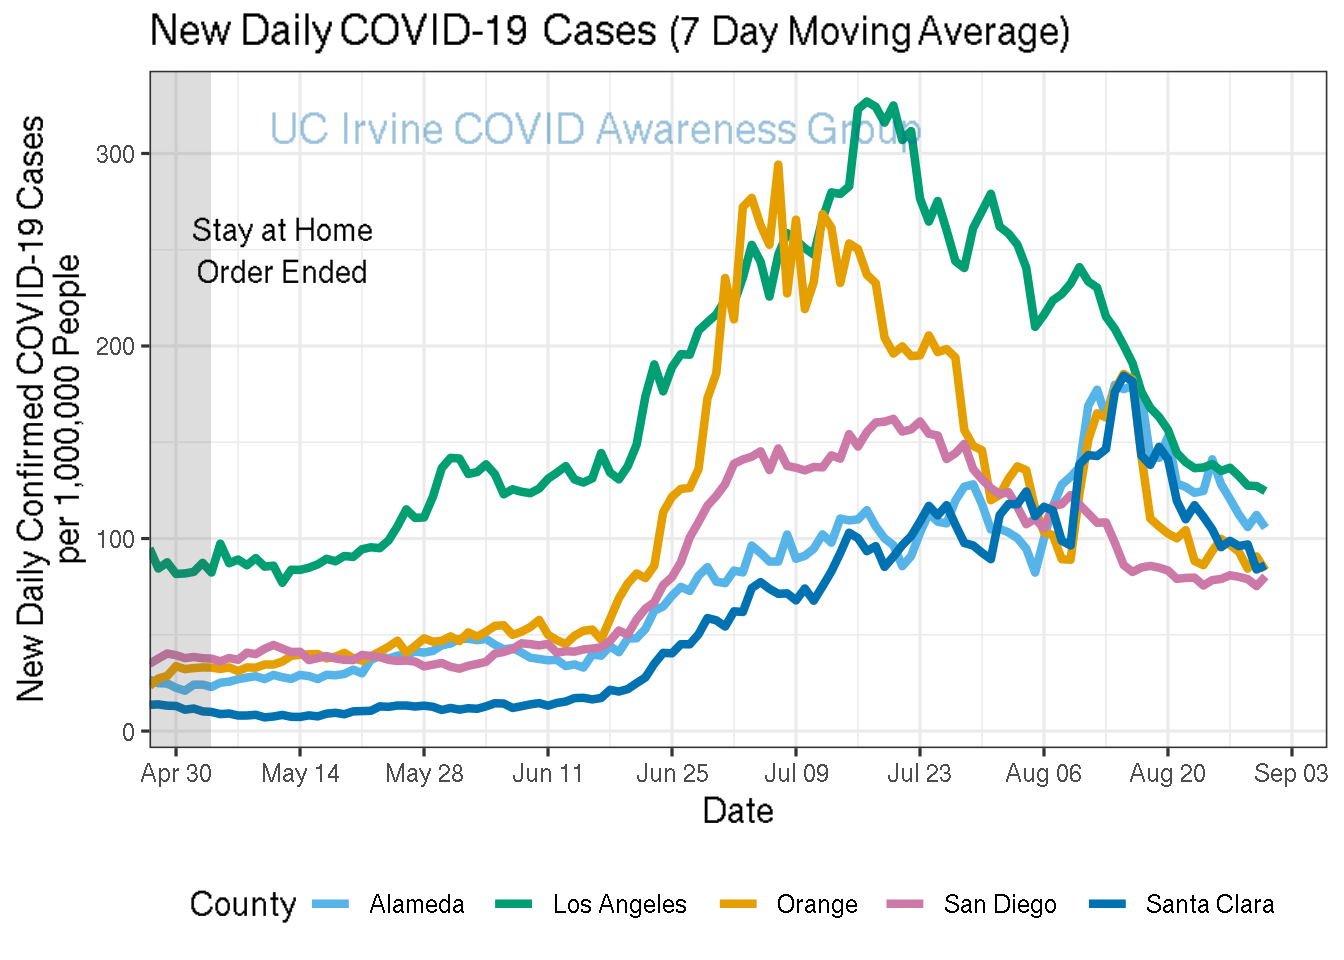 New Daily COVID-19 Cases (7 Day Moving Average)
UC Irvine COVID Awareness Group
Stay at Home
Order Ended
New Daily Confirmed COVID-19 Cases
per 1,000,000 People
300
200
100
0
Apr 30 May 14 May 28 Jun 11 Jun 25 Jul 09 Jul 23 Aug 06 Aug 20 Sep 03
Date
County Alameda Los Angeles Orange San Diego Santa Clara